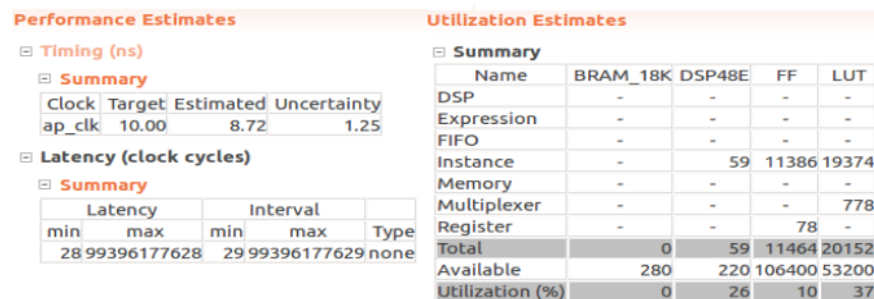 Performance Estimates
Timing (ns)
Summary
Clock Target Estimated Uncertainty
ap_clk 10.00 8.72 1.25
Latency (clock cycles)
Summary
Latency Interval
min max min max Type
28 99396177628 29 99396177629 none
Utilization Estimates
Summary
Name BRAM_18K DSP48E FF LUT
DSP - - - -
Expression - - - -
FIFO - - - -
Instance - 59 11386 19374
Memory - - - -
Multiplexer - - - 778
Register - - 78 -
Total 0 59 11464 20152
Available 280 220 106400 53200
Utilization (%) 0 26 10 37